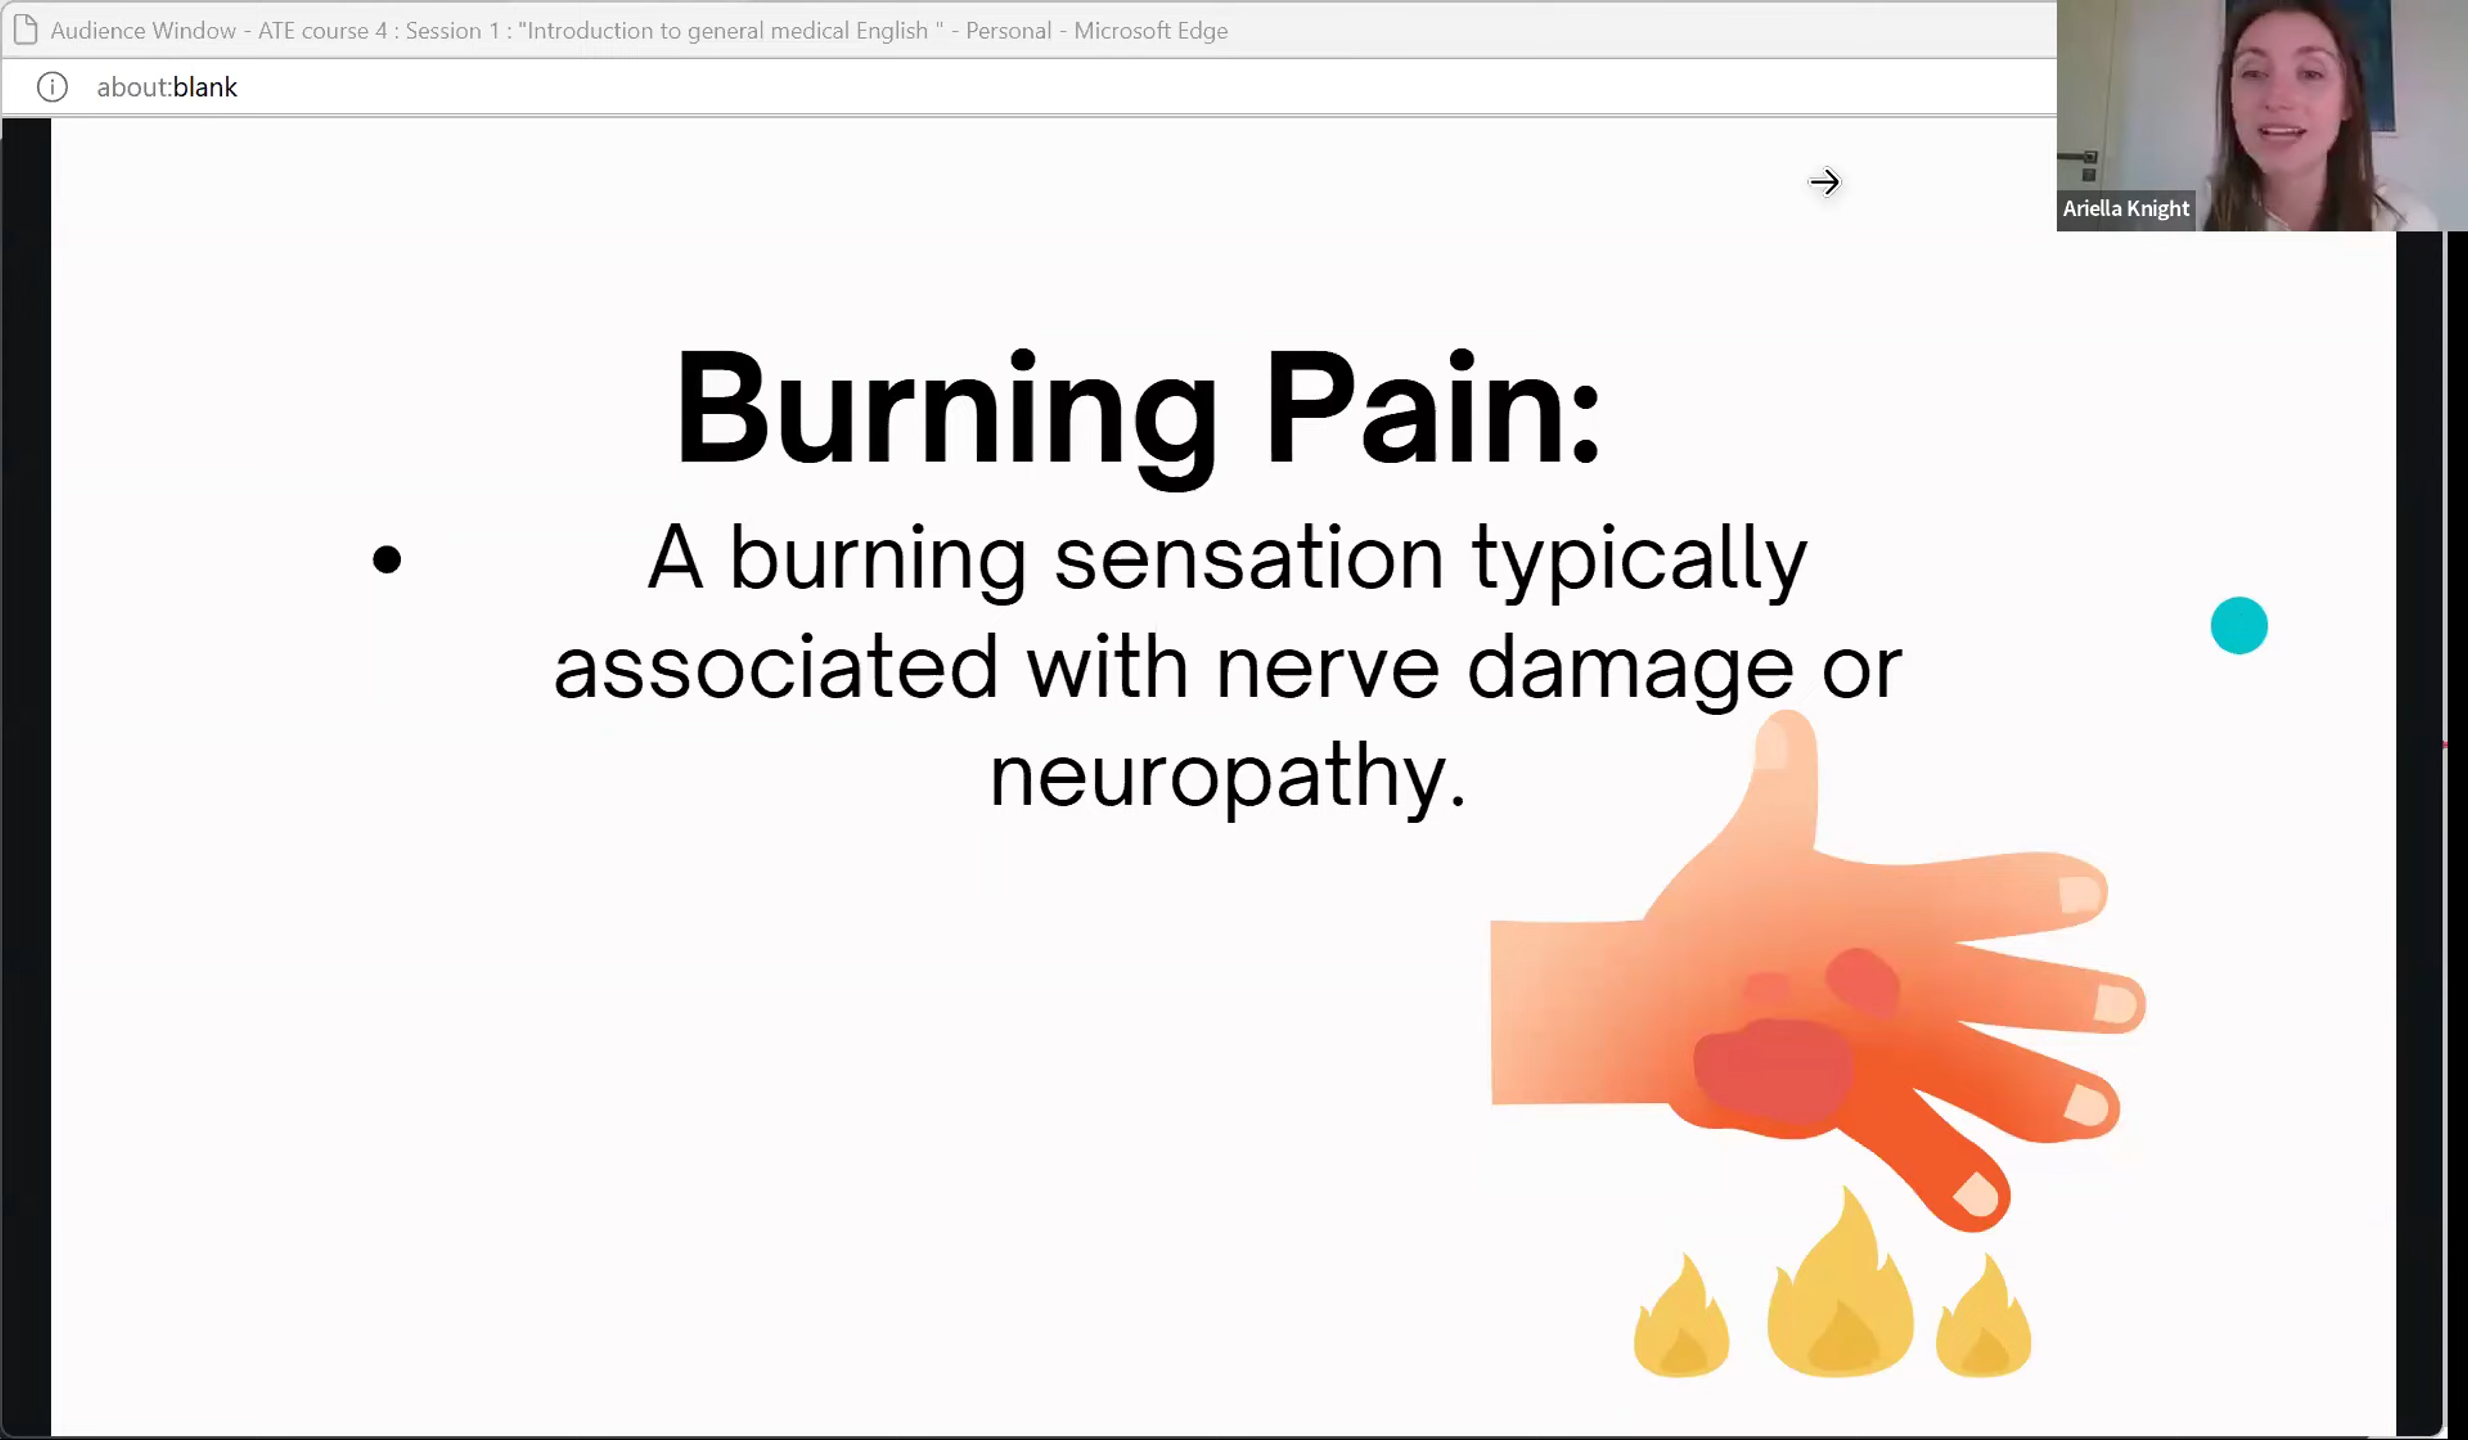 Audience Window - ATE course 4 : Session 1 : "Introduction to general medical English " - Personal - Microsoft Edge
about:blank
Ariella Knight
Burning Pain:
• A burning sensation typically
associated with nerve damage or
neuropathy.